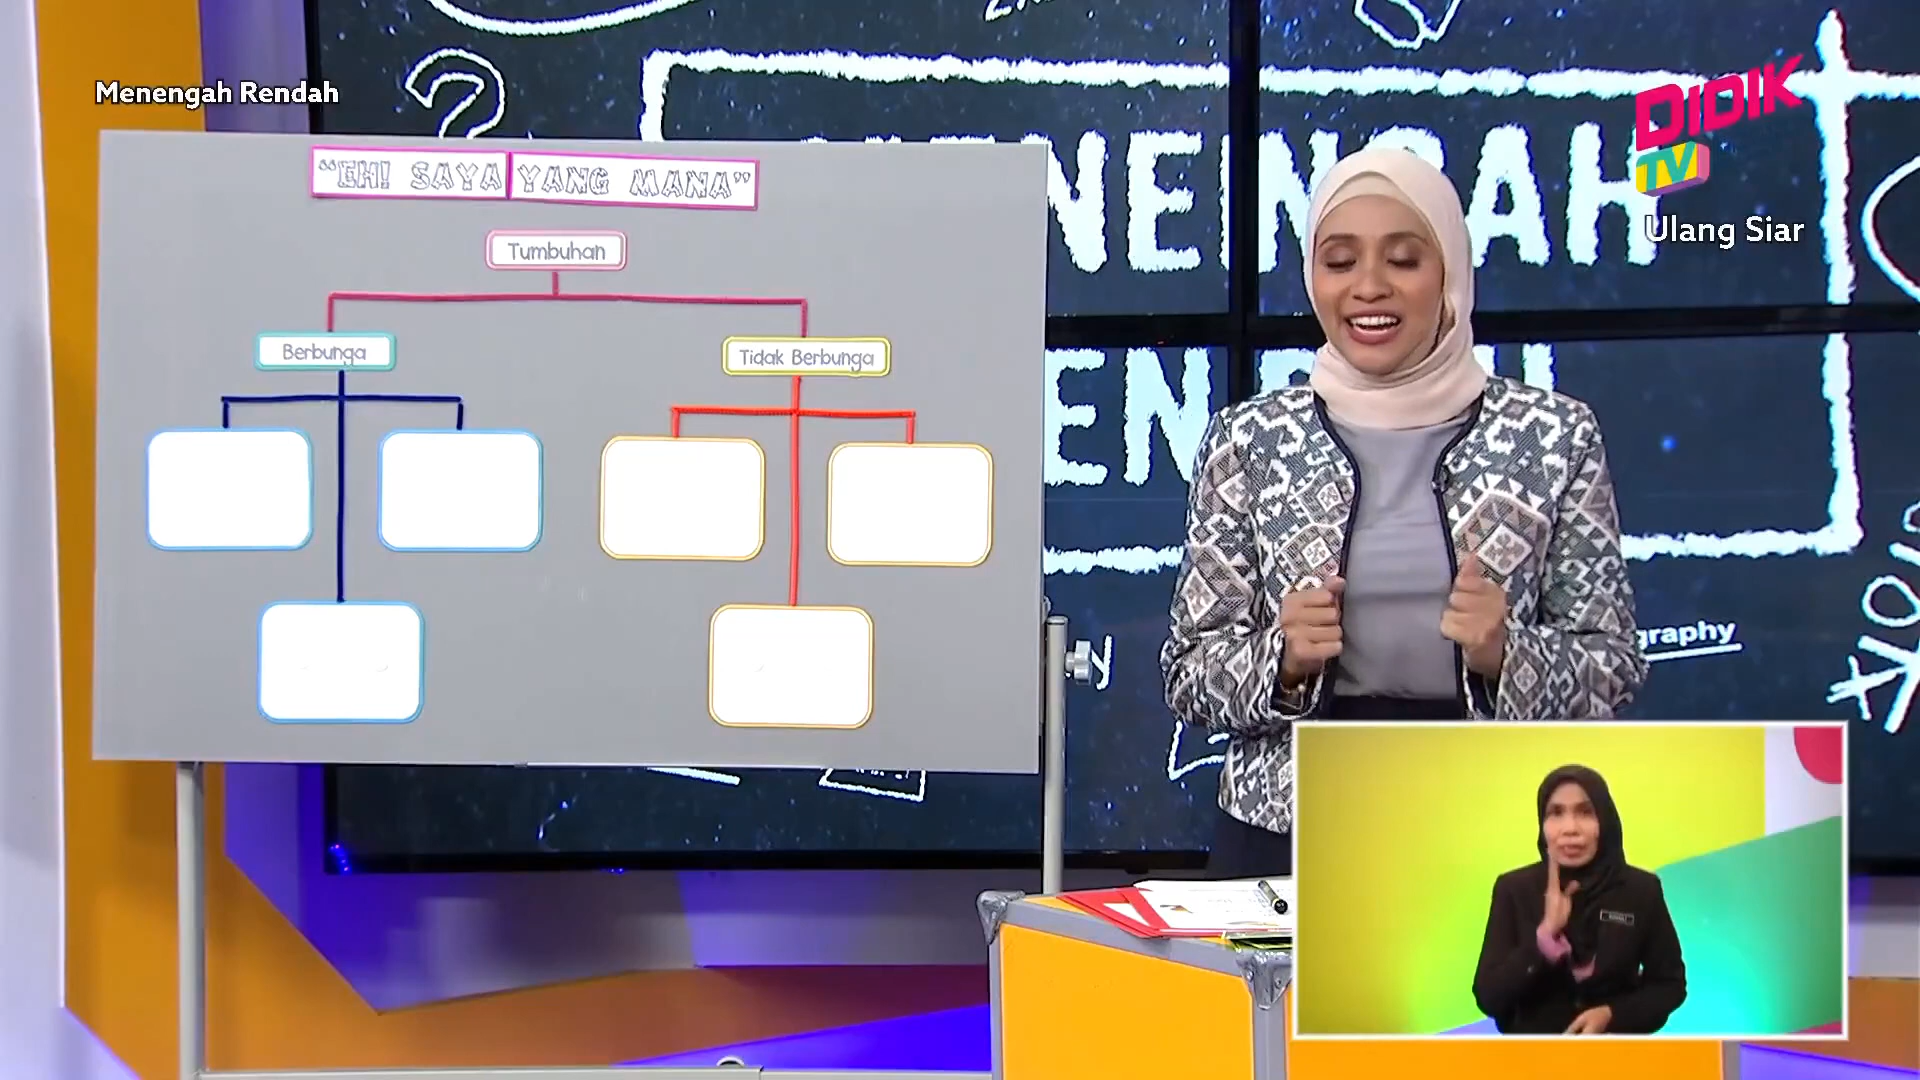 Menengah Rendah
DIDIK
TV
Ulang Siar
"EH! SAYA YANG MANA"
Tumbuhan
Berbunga
Tidak Berbunga
graphy